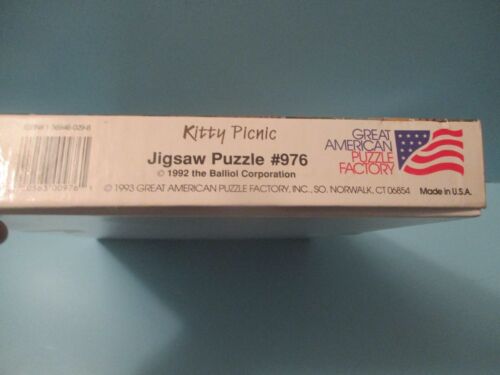 Kitty Picnic
Jigsaw Puzzle #976
© 1992 the Balliol Corporation
© 1993 GREAT AMERICAN PUZZLE FACTORY, INC., SO. NORWALK, CT 06854
Made in U.S.A.
GREAT
AMERICAN
PUZZLE
FACTORY